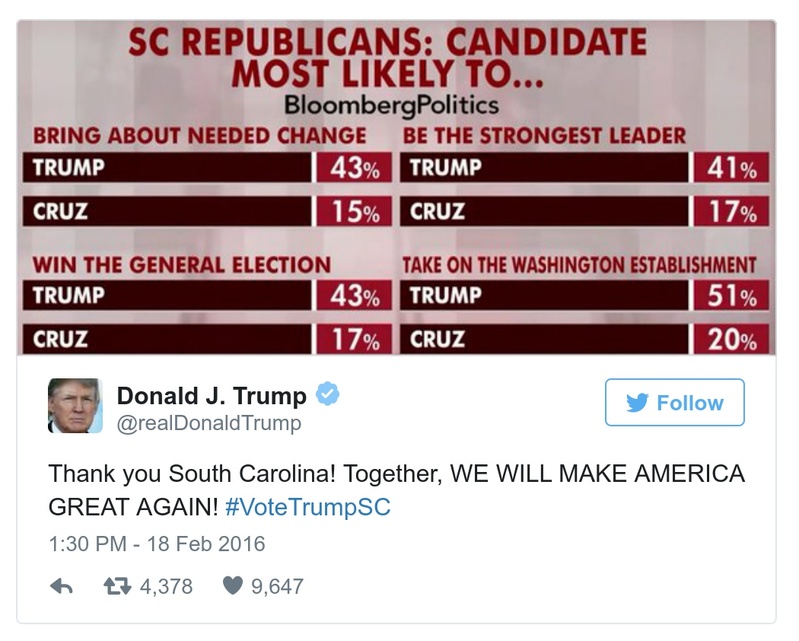 SC REPUBLICANS: CANDIDATE
MOST LIKELY TO...
BloombergPolitics
BRING ABOUT NEEDED CHANGE
TRUMP 43%
CRUZ 15%
BE THE STRONGEST LEADER
TRUMP 41%
CRUZ 17%
WIN THE GENERAL ELECTION
TRUMP 43%
CRUZ 17%
TAKE ON THE WASHINGTON ESTABLISHMENT
TRUMP 51%
CRUZ 20%
Donald J. Trump
@realDonaldTrump
Follow
Thank you South Carolina! Together, WE WILL MAKE AMERICA
GREAT AGAIN! #VoteTrumpSC
1:30 PM - 18 Feb 2016
4,378 9,647